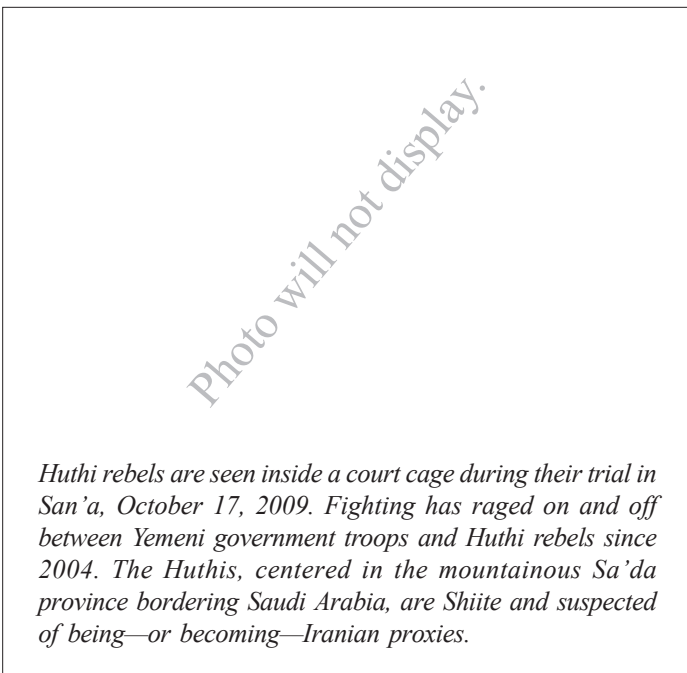 Photo will not display.
Huthi rebels are seen inside a court cage during their trial in
San’a, October 17, 2009. Fighting has raged on and off
between Yemeni government troops and Huthi rebels since
2004. The Huthis, centered in the mountainous Sa’da
province bordering Saudi Arabia, are Shiite and suspected
of being—or becoming—Iranian proxies.